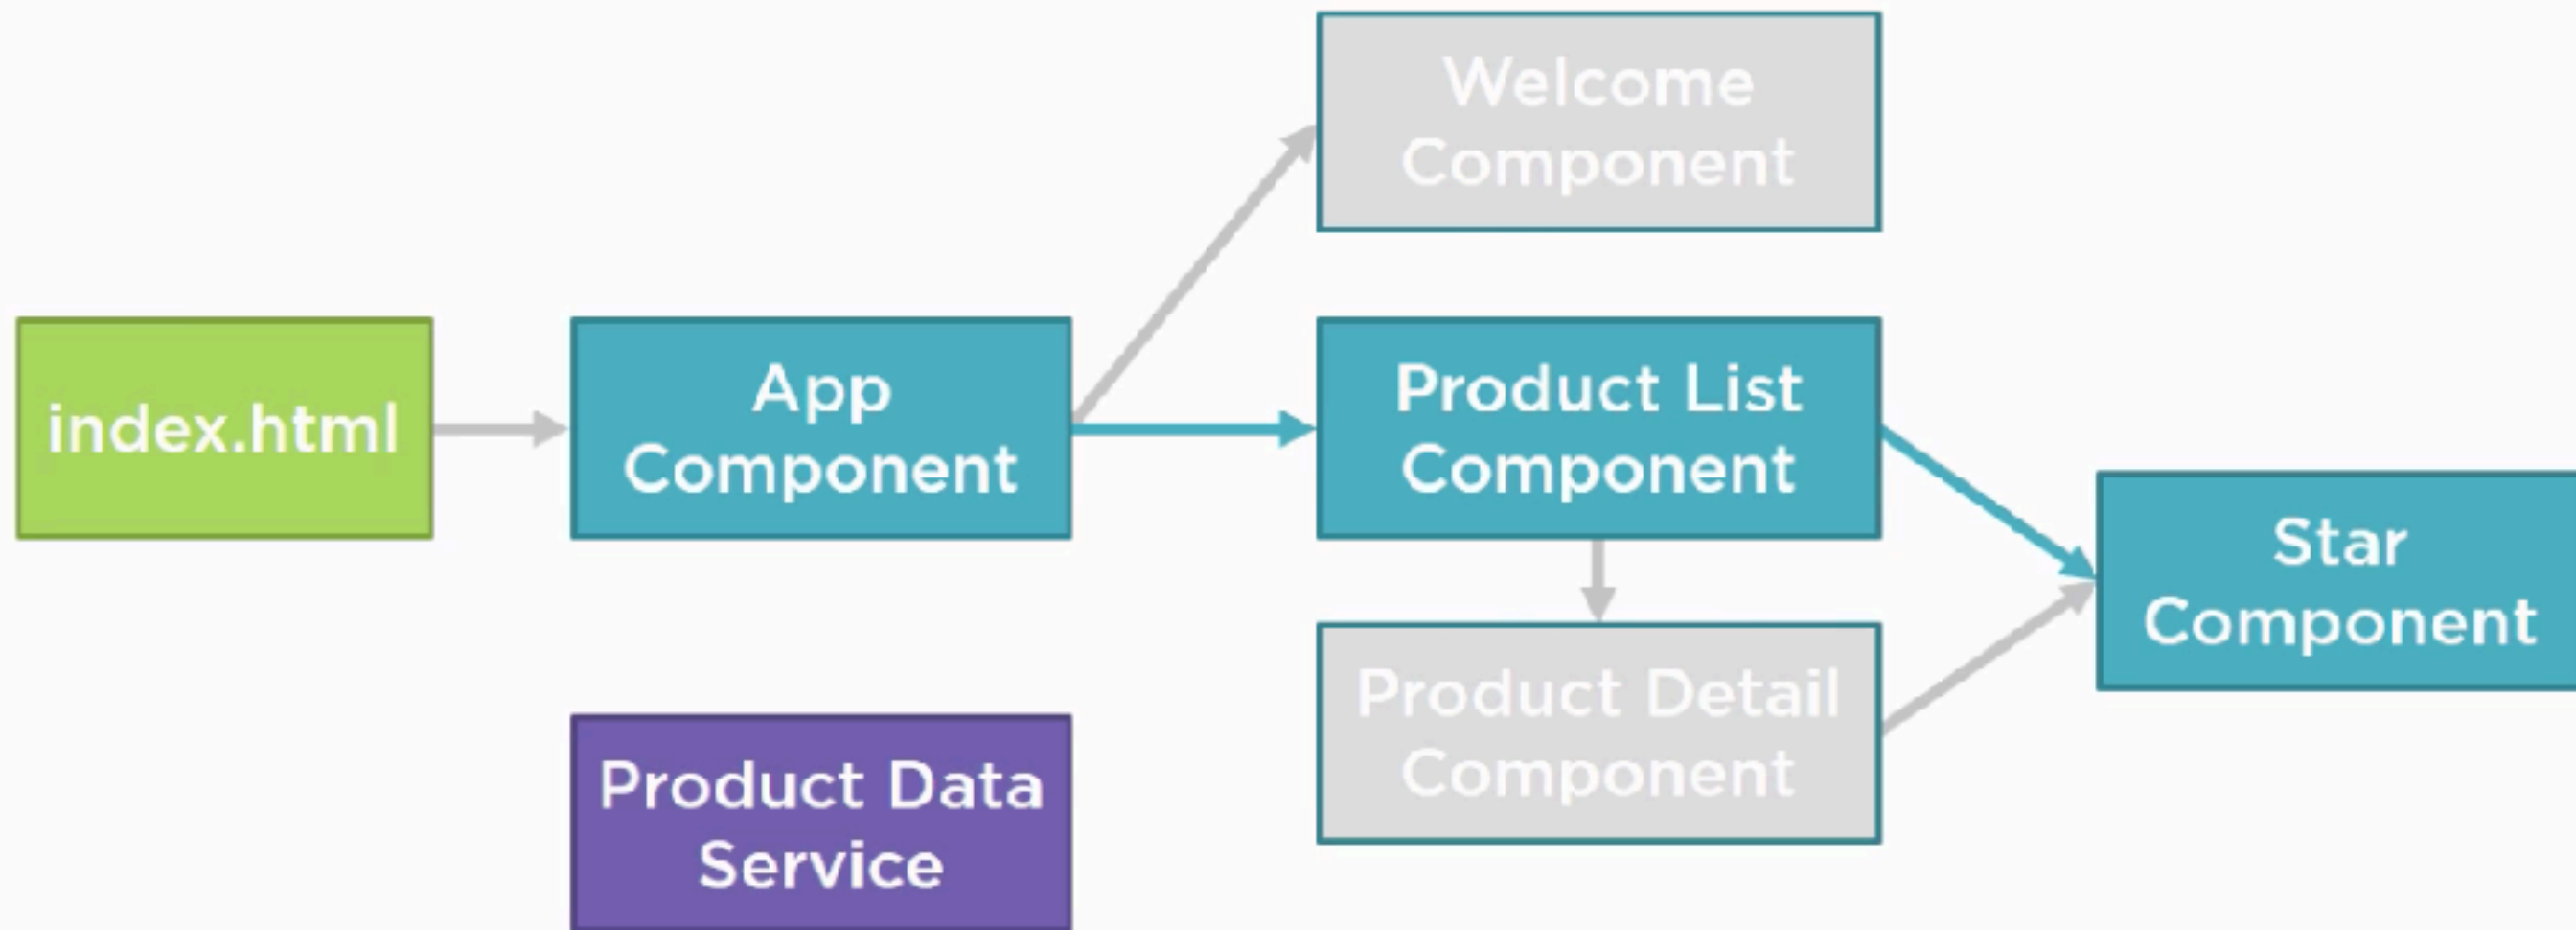 Welcome
Component
index.html
App
Component
Product List
Component
Star
Component
Product Detail
Component
Product Data
Service